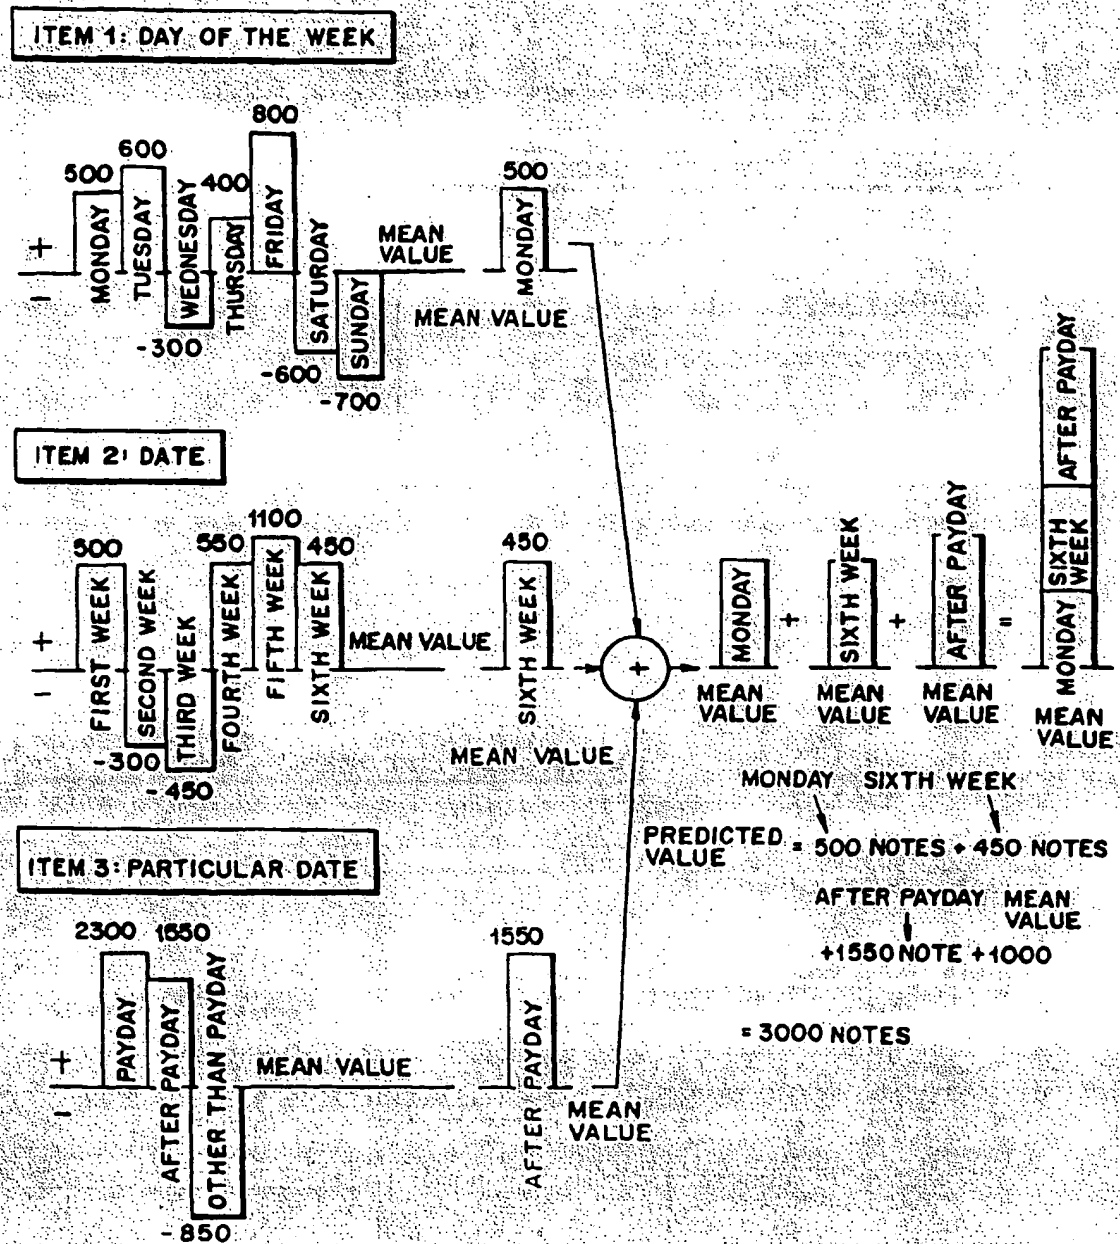 ITEM 1: DAY OF THE WEEK
500
600
-300
400
800
-600
-700
MONDAY
TUESDAY
WEDNESDAY
THURSDAY
FRIDAY
SATURDAY
SUNDAY
+
-
MEAN
VALUE
500
MONDAY
MEAN VALUE
ITEM 2: DATE
500
-300
-450
550
1100
450
FIRST WEEK
SECOND WEEK
THIRD WEEK
FOURTH WEEK
FIFTH WEEK
SIXTH WEEK
+
-
MEAN VALUE
450
SIXTH WEEK
MEAN VALUE
+
MONDAY
MEAN
VALUE
+
SIXTH WEEK
MEAN
VALUE
+
AFTER PAYDAY
MEAN
VALUE
=
AFTER PAYDAY
SIXTH
WEEK
MONDAY
MEAN
VALUE
MONDAY SIXTH WEEK
PREDICTED
VALUE
= 500 NOTES + 450 NOTES
AFTER PAYDAY MEAN
VALUE
+1550 NOTE +1000
= 3000 NOTES
ITEM 3: PARTICULAR DATE
2300
1550
-850
PAYDAY
AFTER PAYDAY
OTHER THAN PAYDAY
+
-
MEAN VALUE
1550
AFTER PAYDAY
MEAN
VALUE